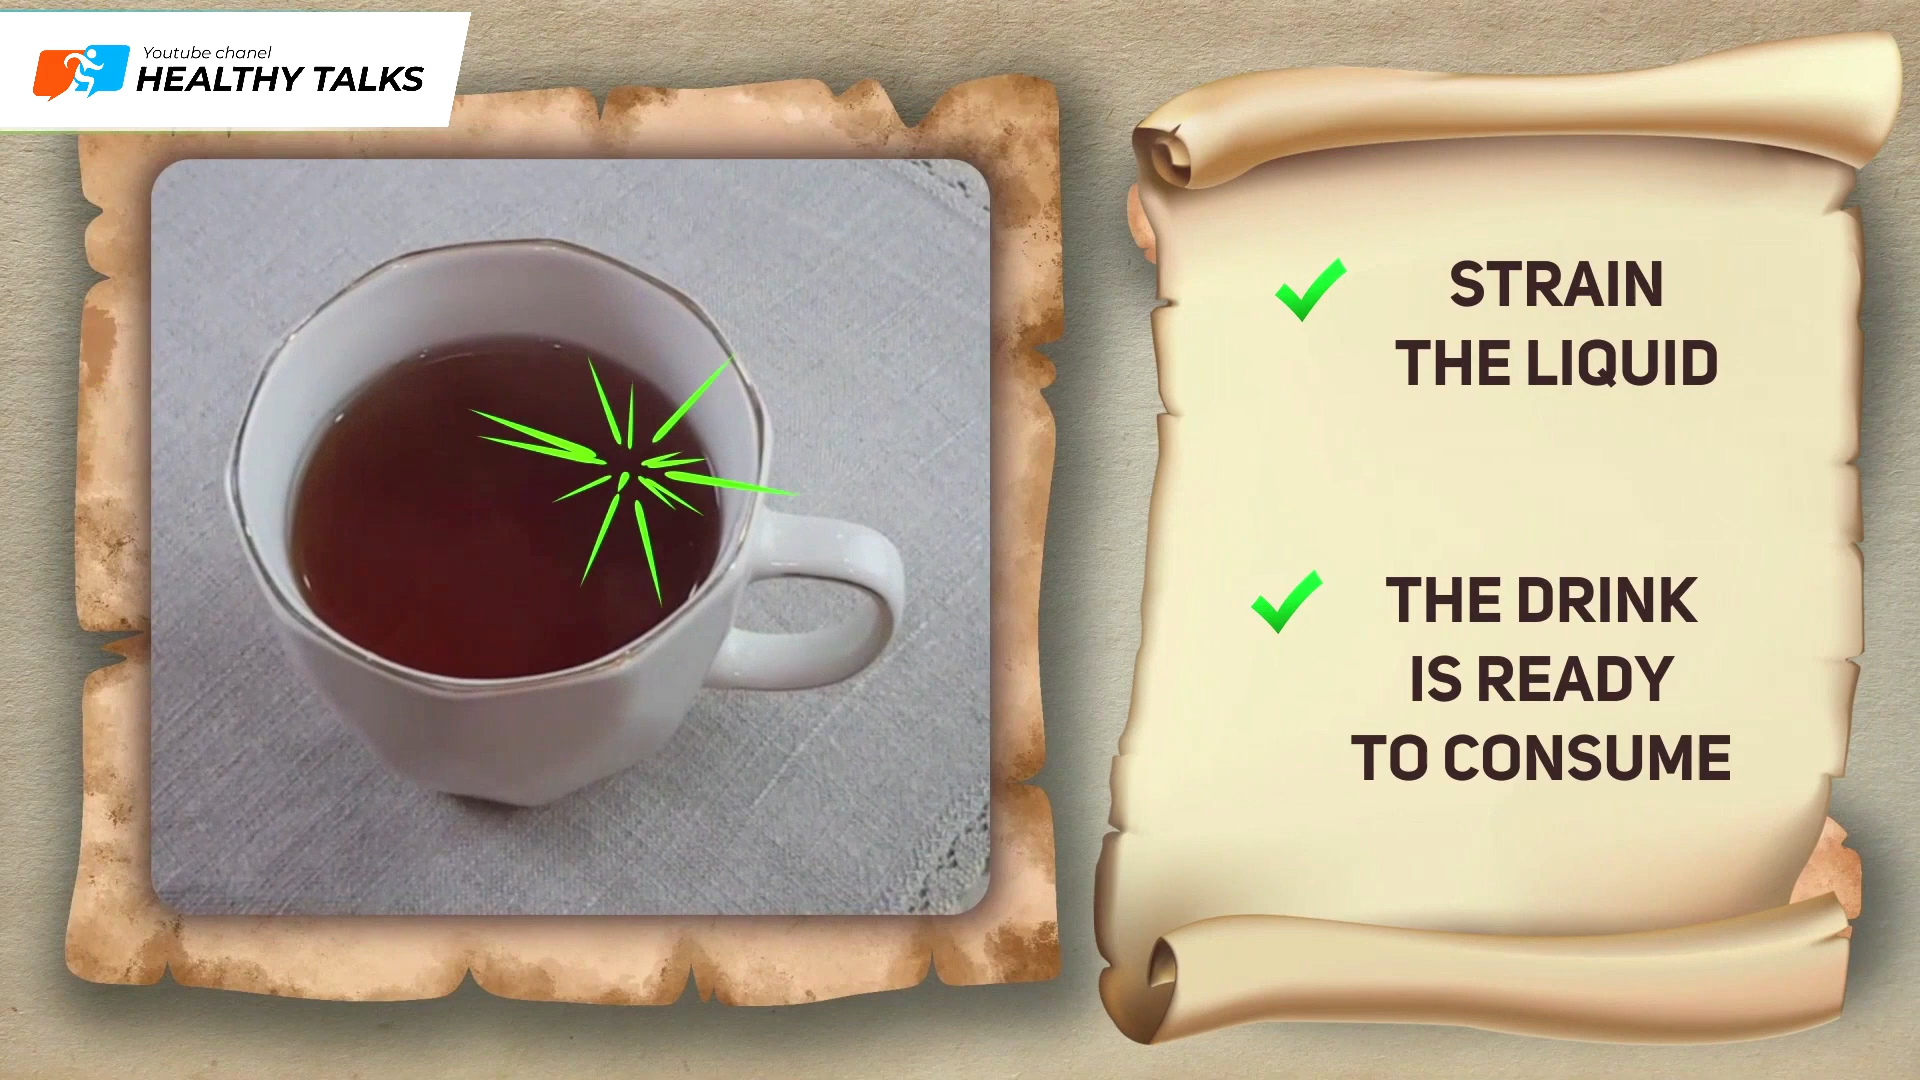 Youtube chanel
HEALTHY TALKS
STRAIN
THE LIQUID
THE DRINK
IS READY
TO CONSUME